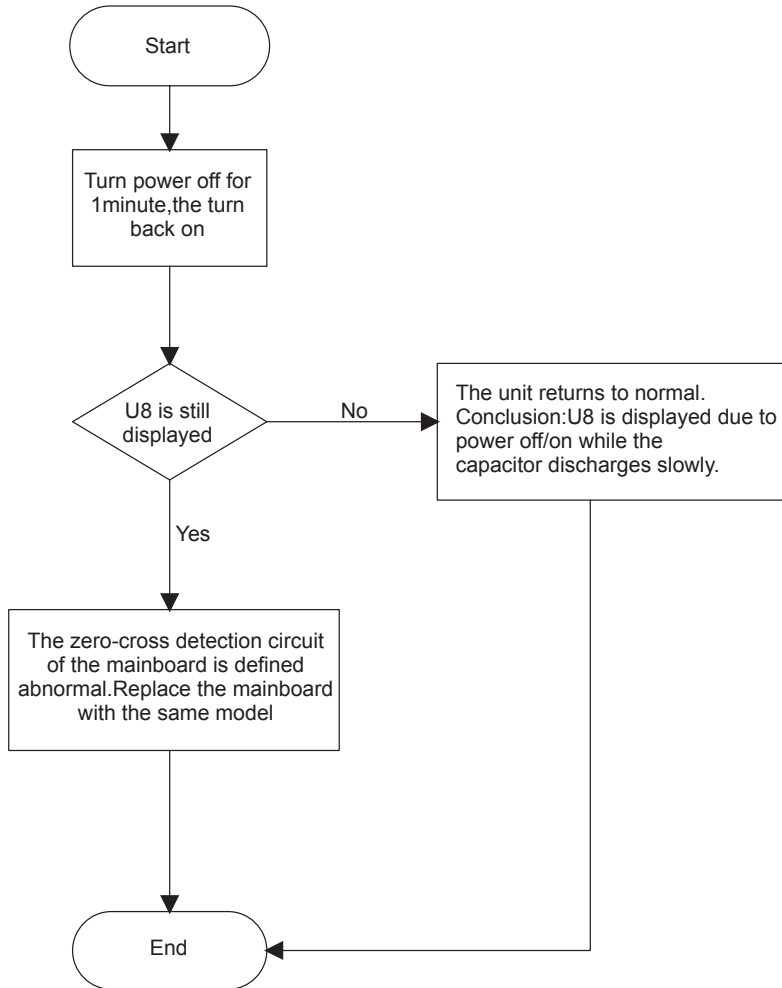 Start
Turn power off for
1minute,the turn
back on
U8 is still
displayed
No
The unit returns to normal.
Conclusion:U8 is displayed due to
power off/on while the
capacitor discharges slowly.
Yes
The zero-cross detection circuit
of the mainboard is defined
abnormal.Replace the mainboard
with the same model
End